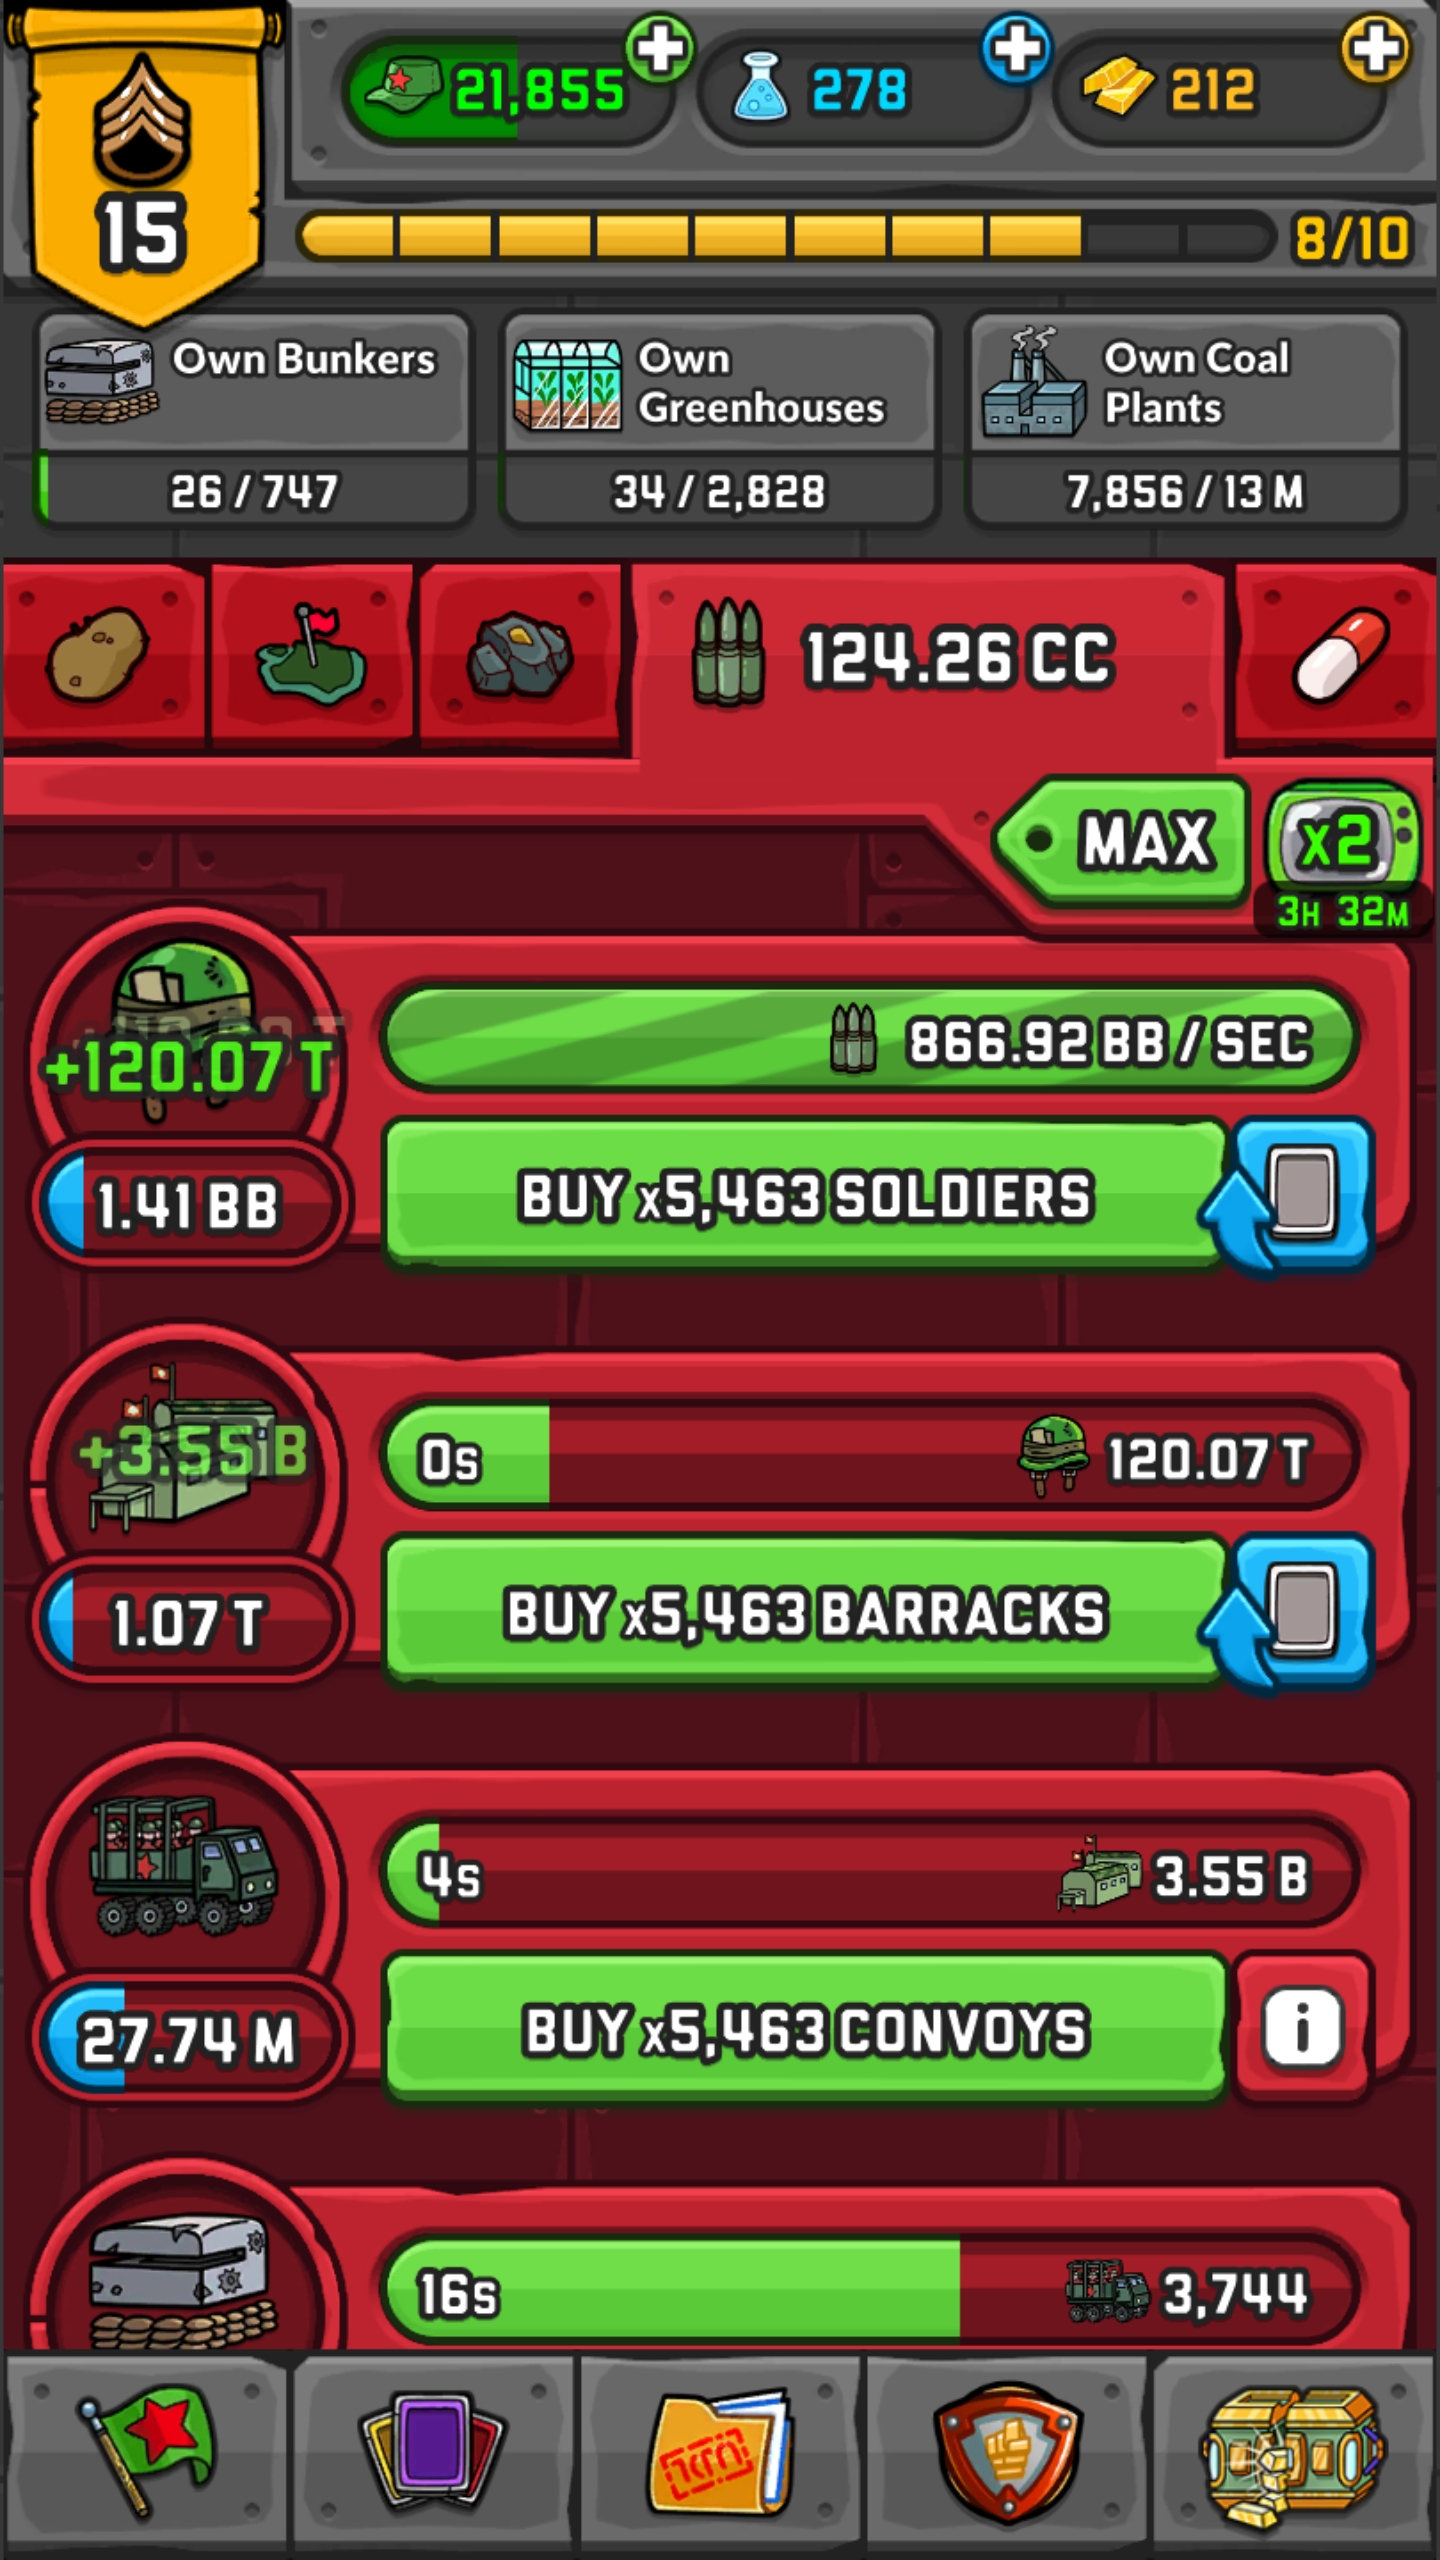 21,855
278
212
15
8/10
Own Bunkers
26 / 747
Own
Greenhouses
34 / 2,828
Own Coal
Plants
7,856 / 13 M
124.26 CC
MAX
x2
3H 32M
+120.07 T
866.92 BB / SEC
1.41 BB
BUY x5,463 SOLDIERS
+3.55 B
0s
120.07 T
1.07 T
BUY x5,463 BARRACKS
4s
3.55 B
27.74 M
BUY x5,463 CONVOYS
i
16s
3,744